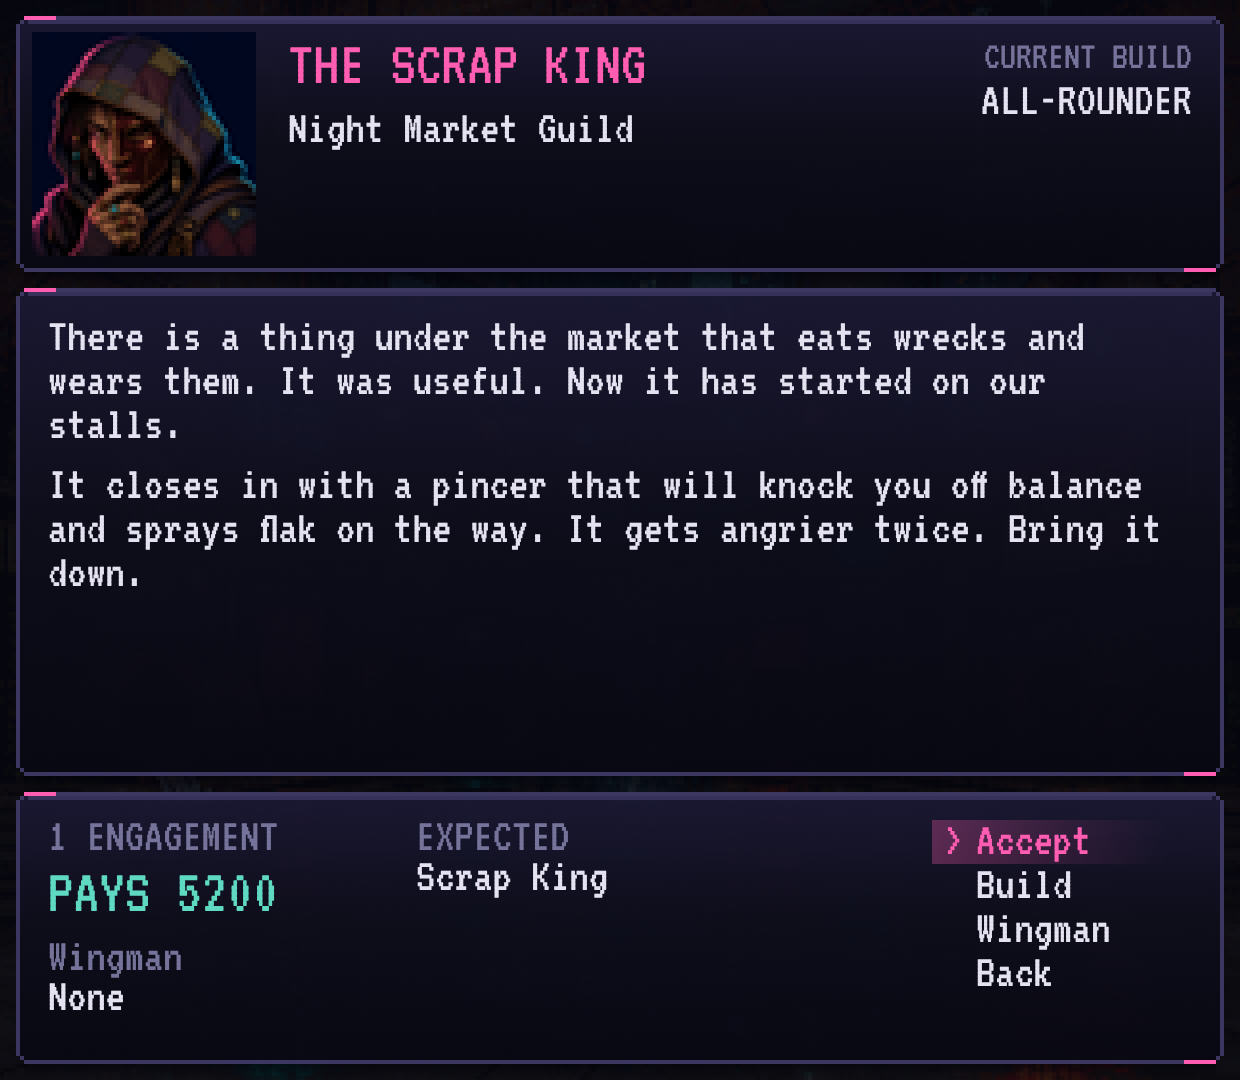 THE SCRAP KING
Night Market Guild
CURRENT BUILD
ALL-ROUNDER
There is a thing under the market that eats wrecks and
wears them. It was useful. Now it has started on our
stalls.
It closes in with a pincer that will knock you off balance
and sprays flak on the way. It gets angrier twice. Bring it
down.
1 ENGAGEMENT
PAYS 5200
Wingman
None
EXPECTED
Scrap King
> Accept
Build
Wingman
Back